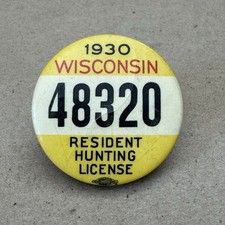 1930
WISCONSIN
48320
RESIDENT
HUNTING
LICENSE